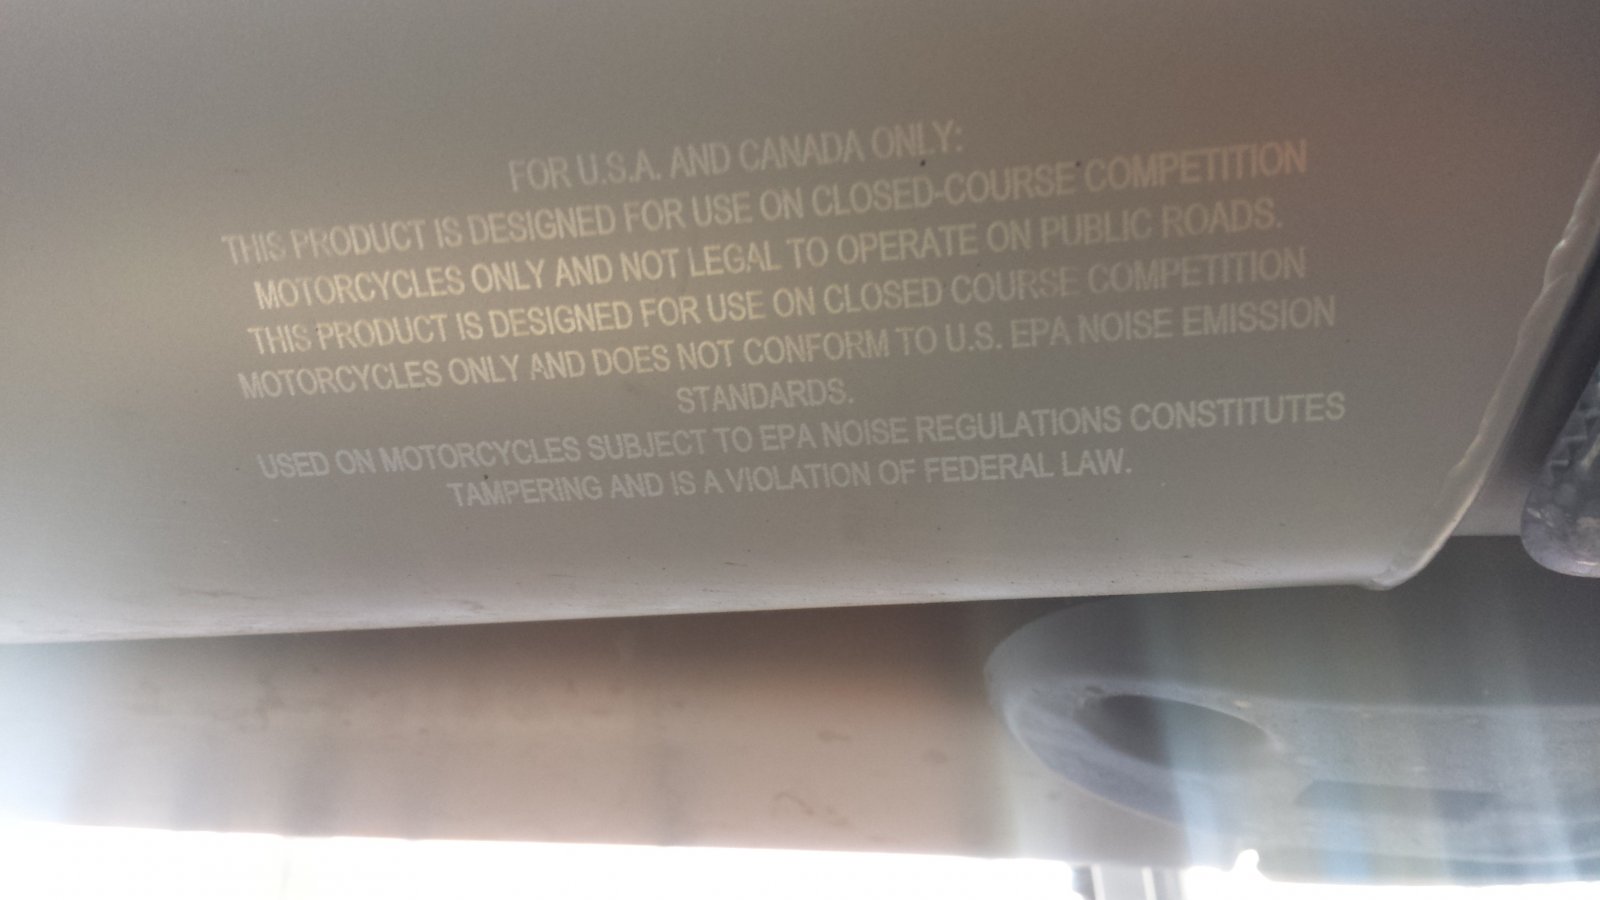 FOR U.S.A. AND CANADA ONLY:
THIS PRODUCT IS DESIGNED FOR USE ON CLOSED-COURSE COMPETITION
MOTORCYCLES ONLY AND NOT LEGAL TO OPERATE ON PUBLIC ROADS.
THIS PRODUCT IS DESIGNED FOR USE ON CLOSED COURSE COMPETITION
MOTORCYCLES ONLY AND DOES NOT CONFORM TO U.S. EPA NOISE EMISSION
STANDARDS.
USED ON MOTORCYCLES SUBJECT TO EPA NOISE REGULATIONS CONSTITUTES
TAMPERING AND IS A VIOLATION OF FEDERAL LAW.